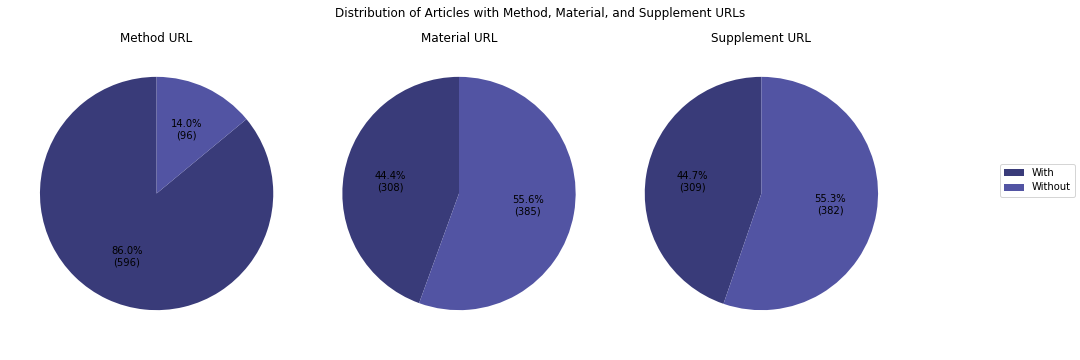 Distribution of Articles with Method, Material, and Supplement URLs
Method URL
14.0%
(96)
86.0%
(596)
Material URL
44.4%
(308)
55.6%
(385)
Supplement URL
44.7%
(309)
55.3%
(382)
With
Without